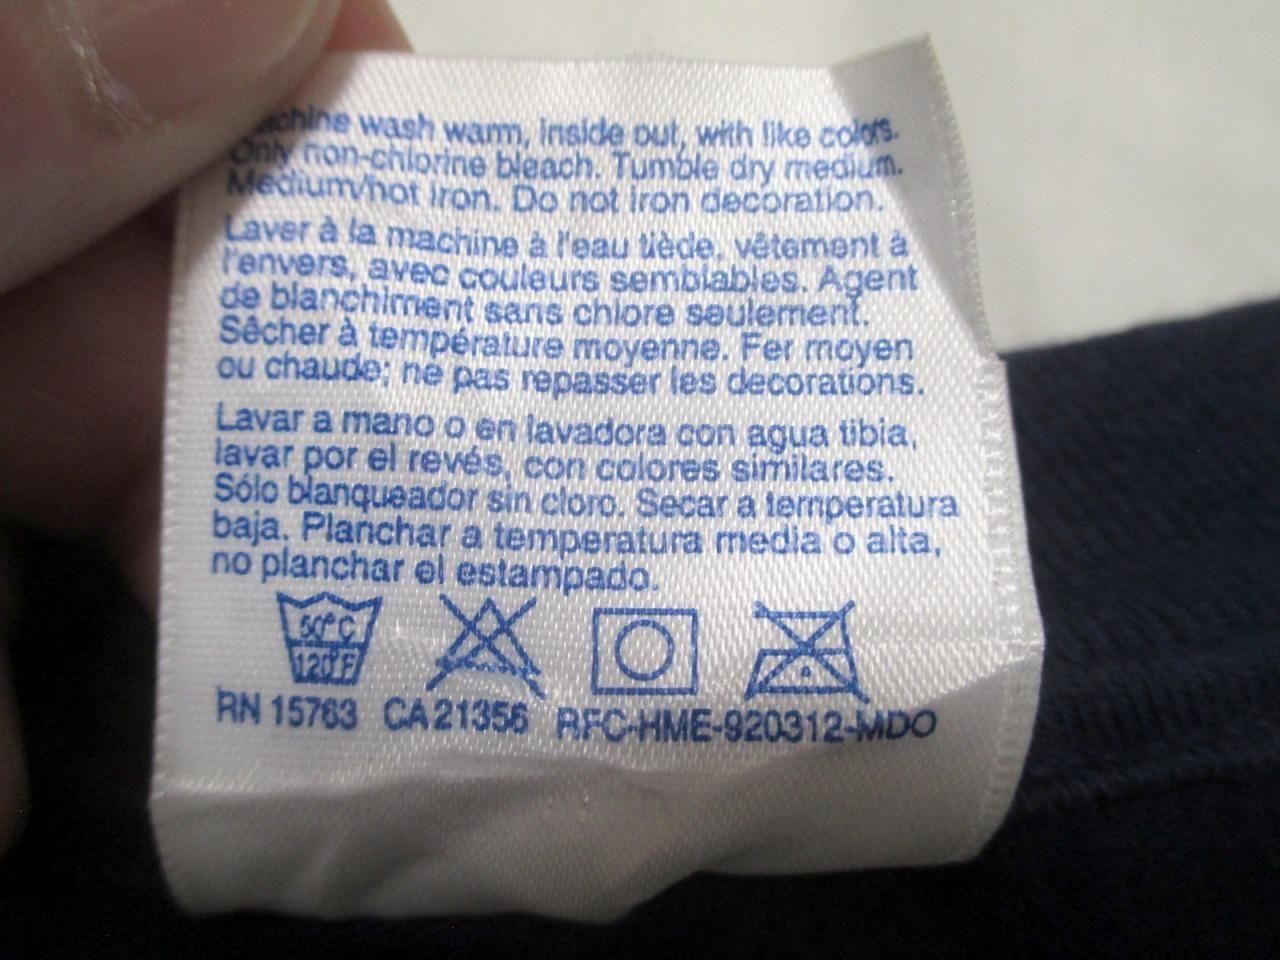 achine wash warm, inside out, with like colors.
Only non-chlorine bleach. Tumble dry medium.
Medium/hot iron. Do not iron decoration.
Laver à la machine à l'eau tiède, vêtement à
l'envers, avec couleurs semblables. Agent
de blanchiment sans chlore seulement.
Sêcher à température moyenne. Fer moyen
ou chaude; ne pas repasser les decorations.
Lavar a mano o en lavadora con agua tibia,
lavar por el revés, con colores similares.
Sólo blanqueador sin cloro. Secar a temperatura
baja. Planchar a temperatura media o alta,
no planchar el estampado.
50°C
120°F
RN 15763 CA 21356 RFC-HME-920312-MDO